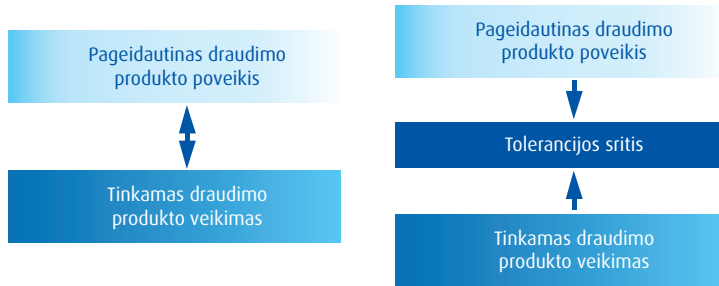 Pageidautinas draudimo
produkto poveikis
Tinkamas draudimo
produkto veikimas
Pageidautinas draudimo
produkto poveikis
Tolerancijos sritis
Tinkamas draudimo
produkto veikimas